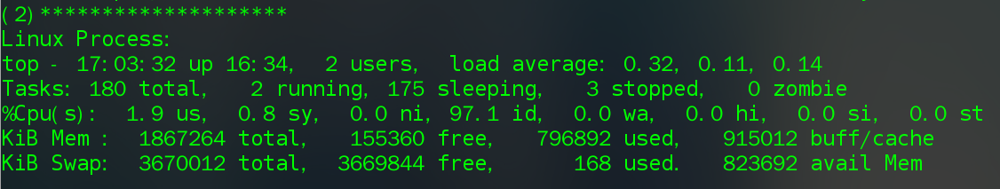 (2)********************
Linux Process:
top - 17:03:32 up 16:34, 2 users, load average: 0.32, 0.11, 0.14
Tasks: 180 total, 2 running, 175 sleeping, 3 stopped, 0 zombie
%Cpu(s): 1.9 us, 0.8 sy, 0.0 ni, 97.1 id, 0.0 wa, 0.0 hi, 0.0 si, 0.0 st
KiB Mem : 1867264 total, 155360 free, 796892 used, 915012 buff/cache
KiB Swap: 3670012 total, 3669844 free, 168 used. 823692 avail Mem